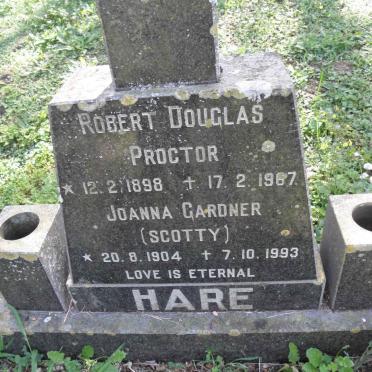 ROBERT DOUGLAS
PROCTOR
* 12.2.1898 + 17.2.1967
JOANNA GARDNER
(SCOTTY)
* 20.8.1904 + 7.10.1993
LOVE IS ETERNAL
HARE